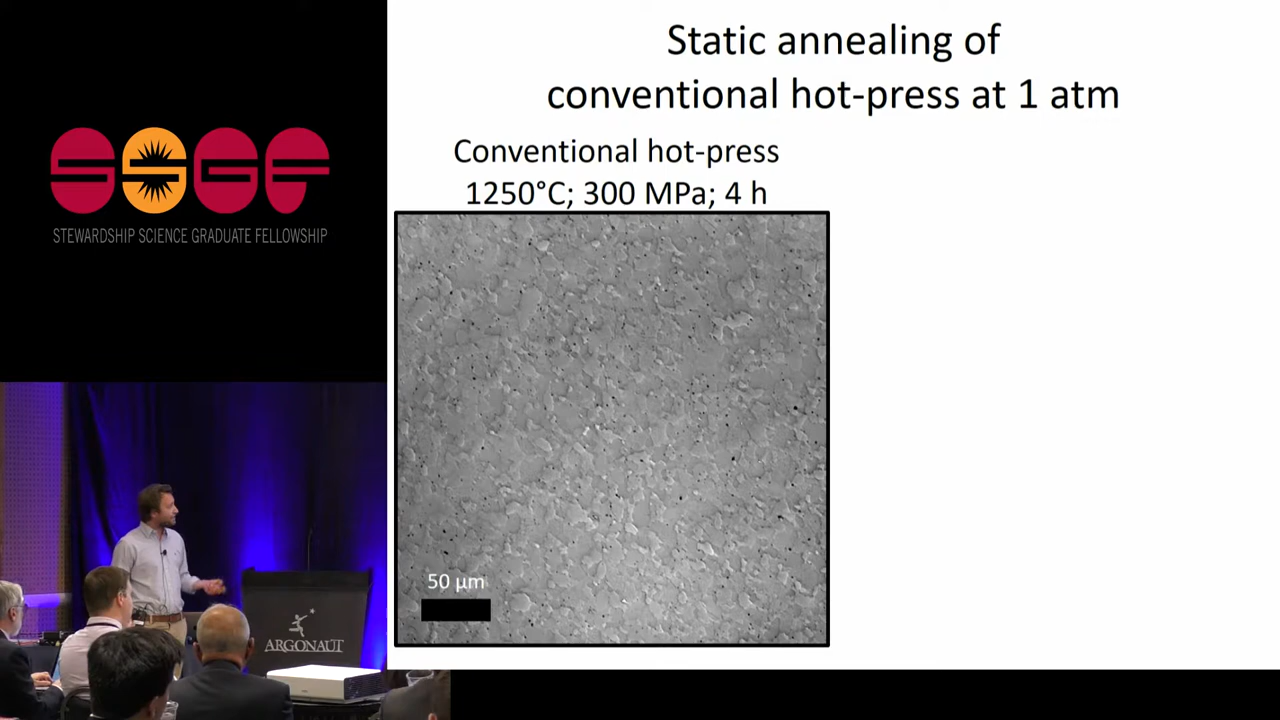 SSGF
STEWARDSHIP SCIENCE GRADUATE FELLOWSHIP
Static annealing of
conventional hot-press at 1 atm
Conventional hot-press
1250°C; 300 MPa; 4 h
50 µm
ARGONAUT